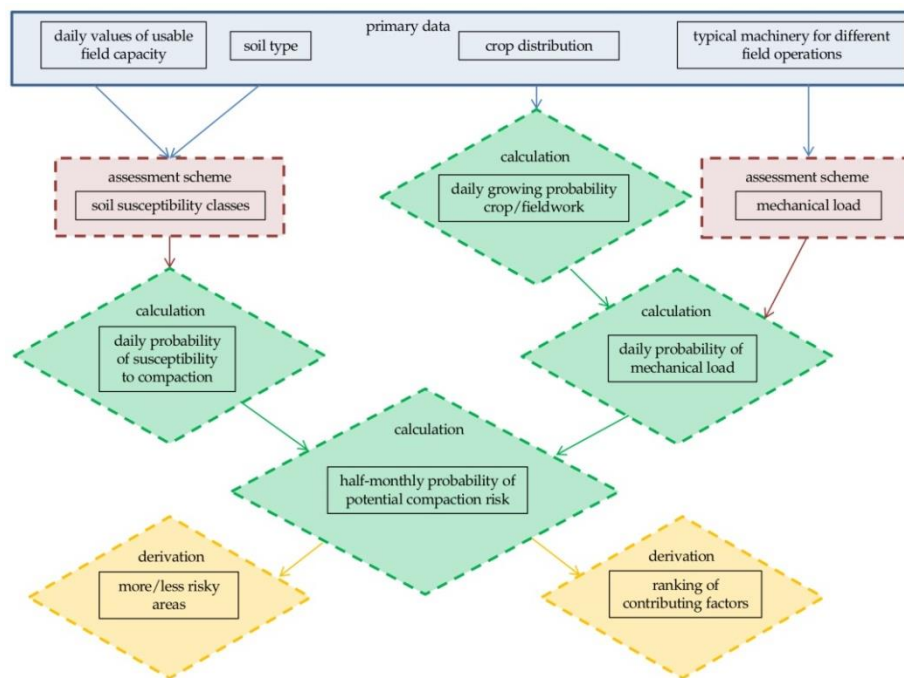 primary data
daily values of usable
field capacity
soil type
crop distribution
typical machinery for different
field operations
assessment scheme
soil susceptibility classes
calculation
daily growing probability
crop/fieldwork
assessment scheme
mechanical load
calculation
daily probability
of susceptibility
to compaction
calculation
daily probability of
mechanical load
calculation
half-monthly probability of
potential compaction risk
derivation
more/less risky
areas
derivation
ranking of
contributing factors